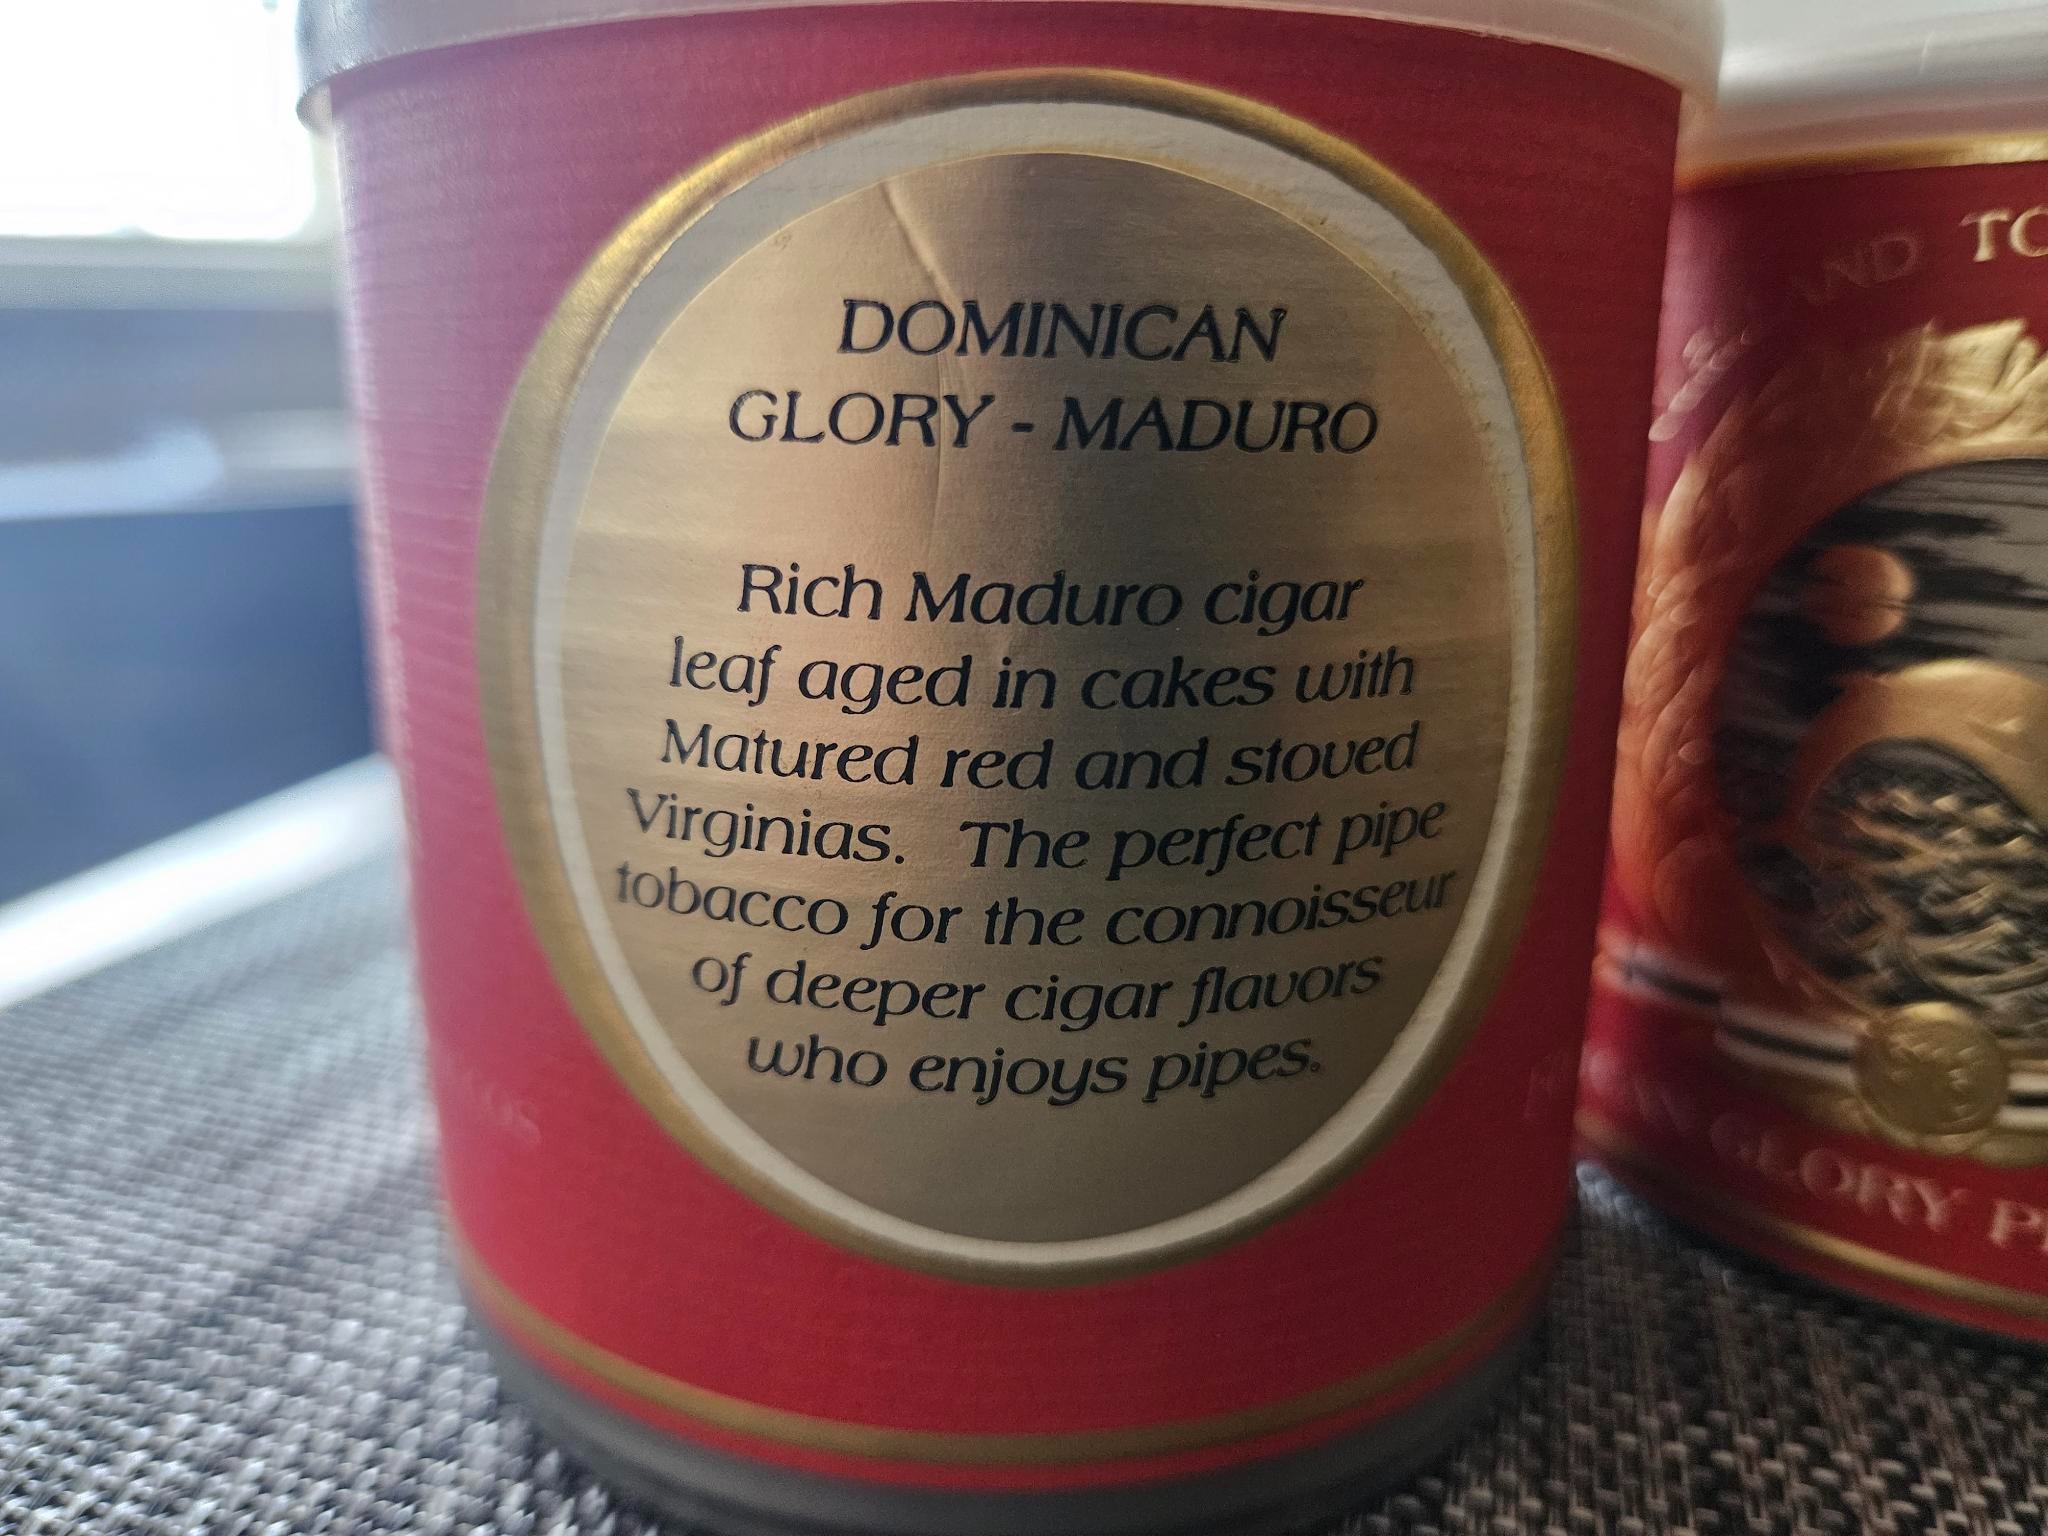 DOMINICAN
GLORY - MADURO
Rich Maduro cigar
leaf aged in cakes with
Matured red and stoved
Virginias. The perfect pipe
tobacco for the connoisseur
of deeper cigar flavors
who enjoys pipes.
GLORY